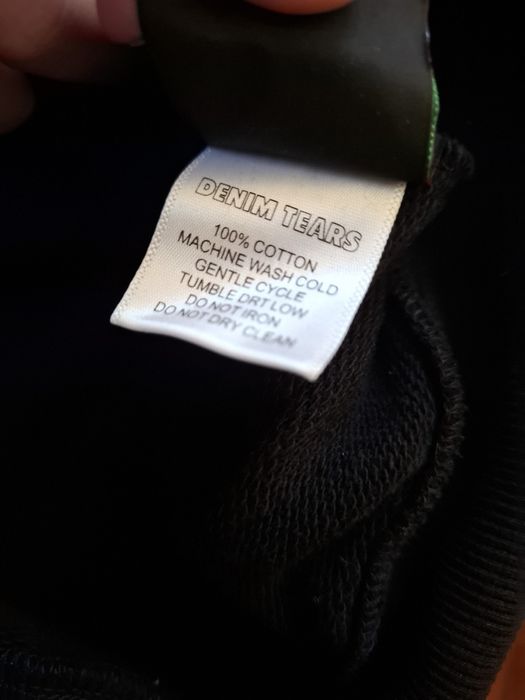 DENIM TEARS
100% COTTON
MACHINE WASH COLD
GENTLE CYCLE
TUMBLE DRT LOW
DO NOT IRON
DO NOT DRY CLEAN